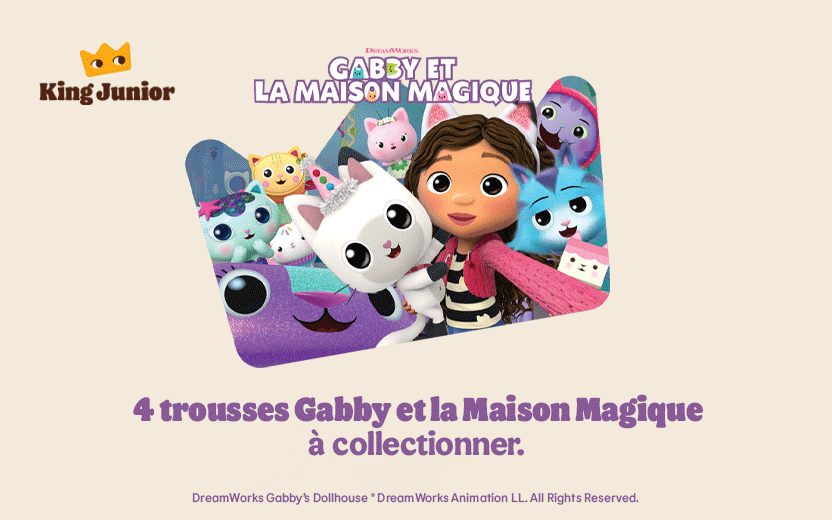 King Junior
DREAMWORKS
GABBY ET
LA MAISON MAGIQUE
4 trousses Gabby et la Maison Magique
à collectionner.
DreamWorks Gabby's Dollhouse ® DreamWorks Animation LL. All Rights Reserved.